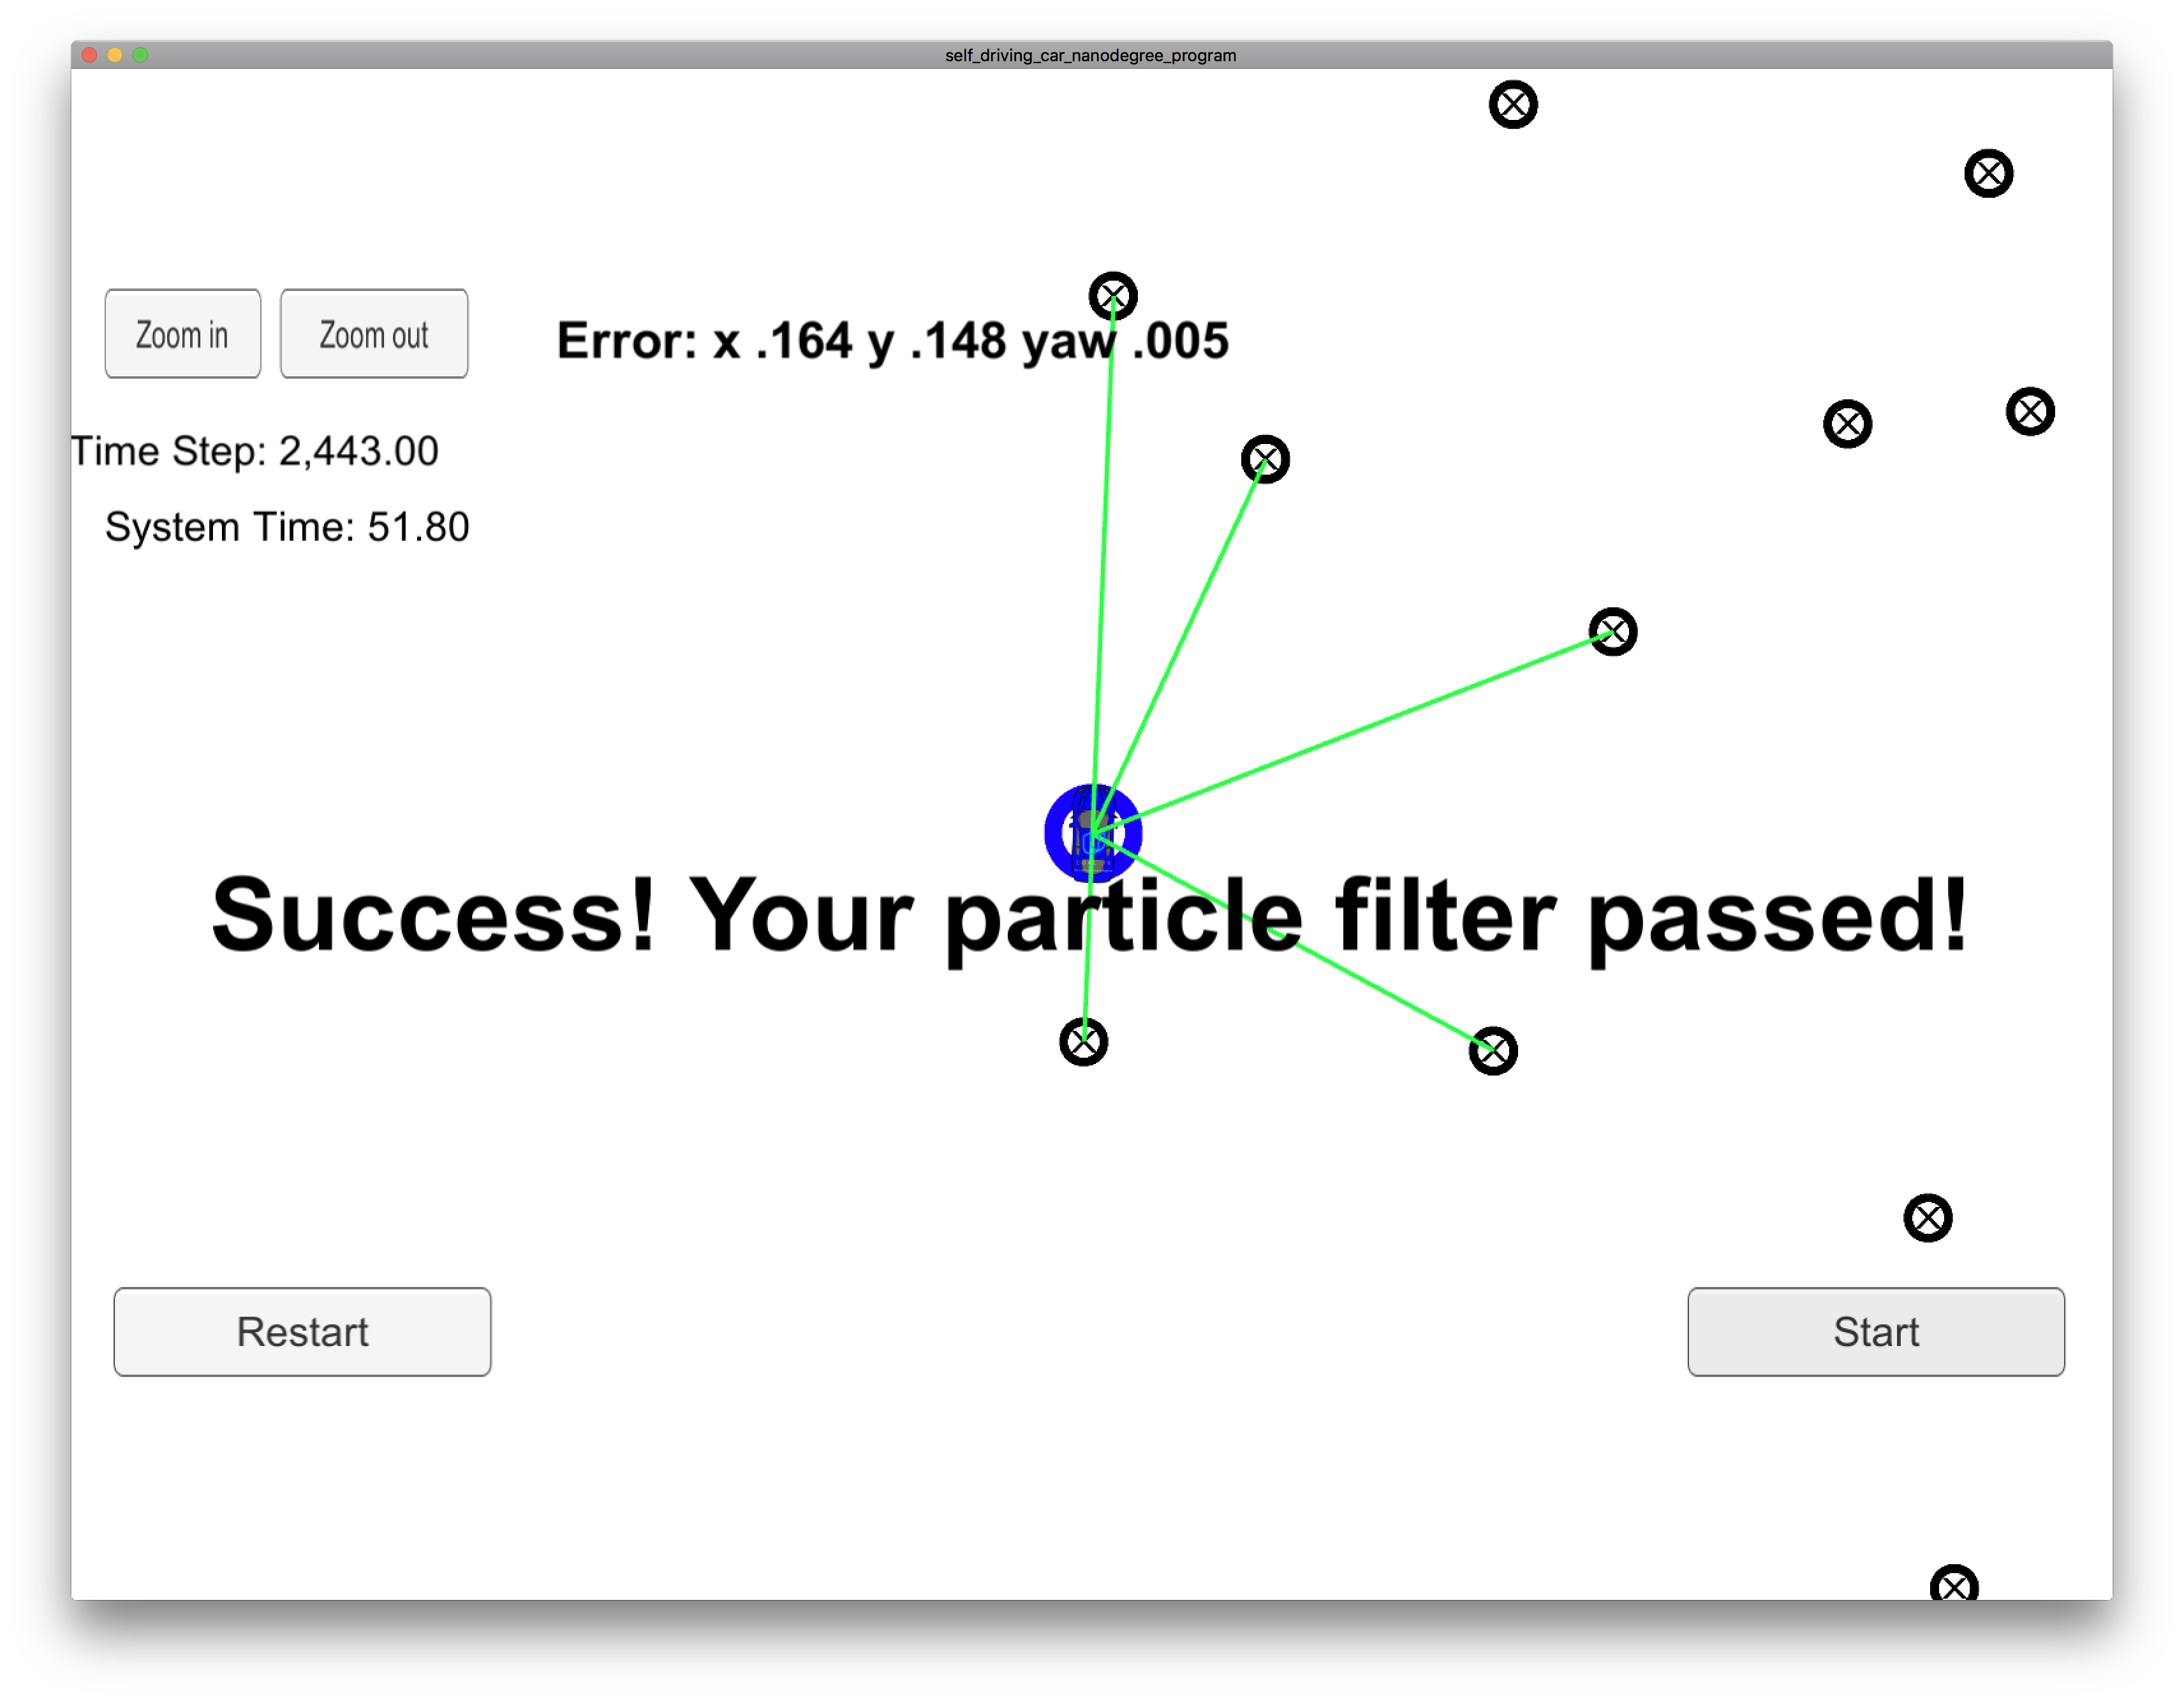 self_driving_car_nanodegree_program
Zoom in Zoom out Error: x .164 y .148 yaw .005
Time Step: 2,443.00
System Time: 51.80
Success! Your particle filter passed!
Restart Start